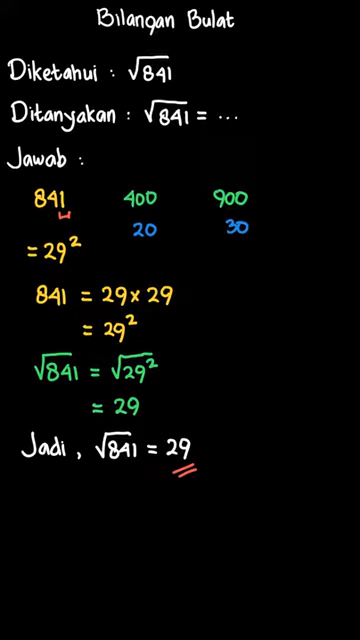 Bilangan Bulat
Diketahui : √841
Ditanyakan : √841 = ...
Jawab :
841 400 900
20 30
= 29²
841 = 29 × 29
= 29²
√841 = √29²
= 29
Jadi , √841 = 29